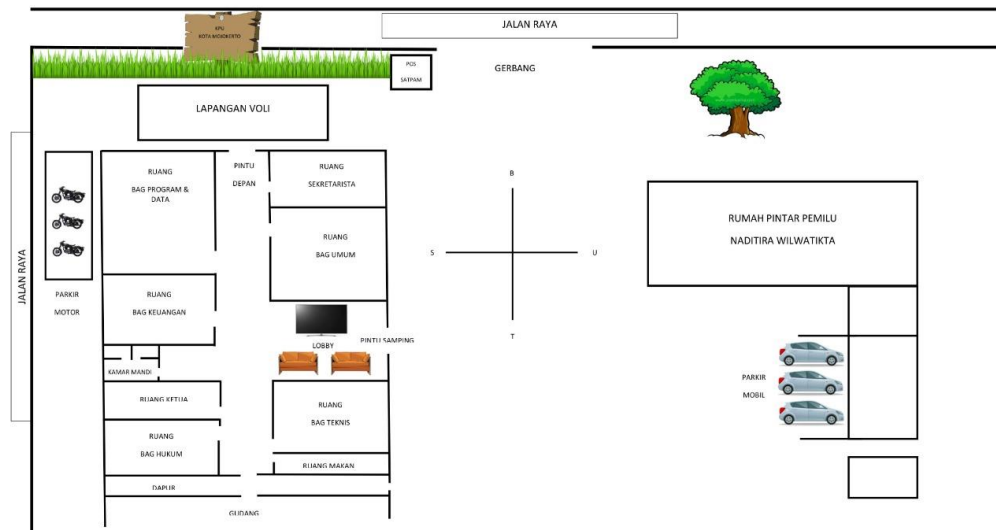 JALAN RAYA
KPU
KOTA MOJOKERTO
POS
SATPAM
GERBANG
LAPANGAN VOLI
RUANG
BAG PROGRAM &
DATA
PINTU
DEPAN
RUANG
SEKRETARISTA
RUANG
BAG UMUM
B
S
U
T
RUMAH PINTAR PEMILU
NADITIRA WILWATIKTA
JALAN RAYA
PARKIR
MOTOR
RUANG
BAG KEUANGAN
LOBBY
PINTU SAMPING
KAMAR MANDI
RUANG KETUA
RUANG
BAG TEKNIS
PARKIR
MOBIL
RUANG
BAG HUKUM
RUANG MAKAN
DAPUR
GUDANG